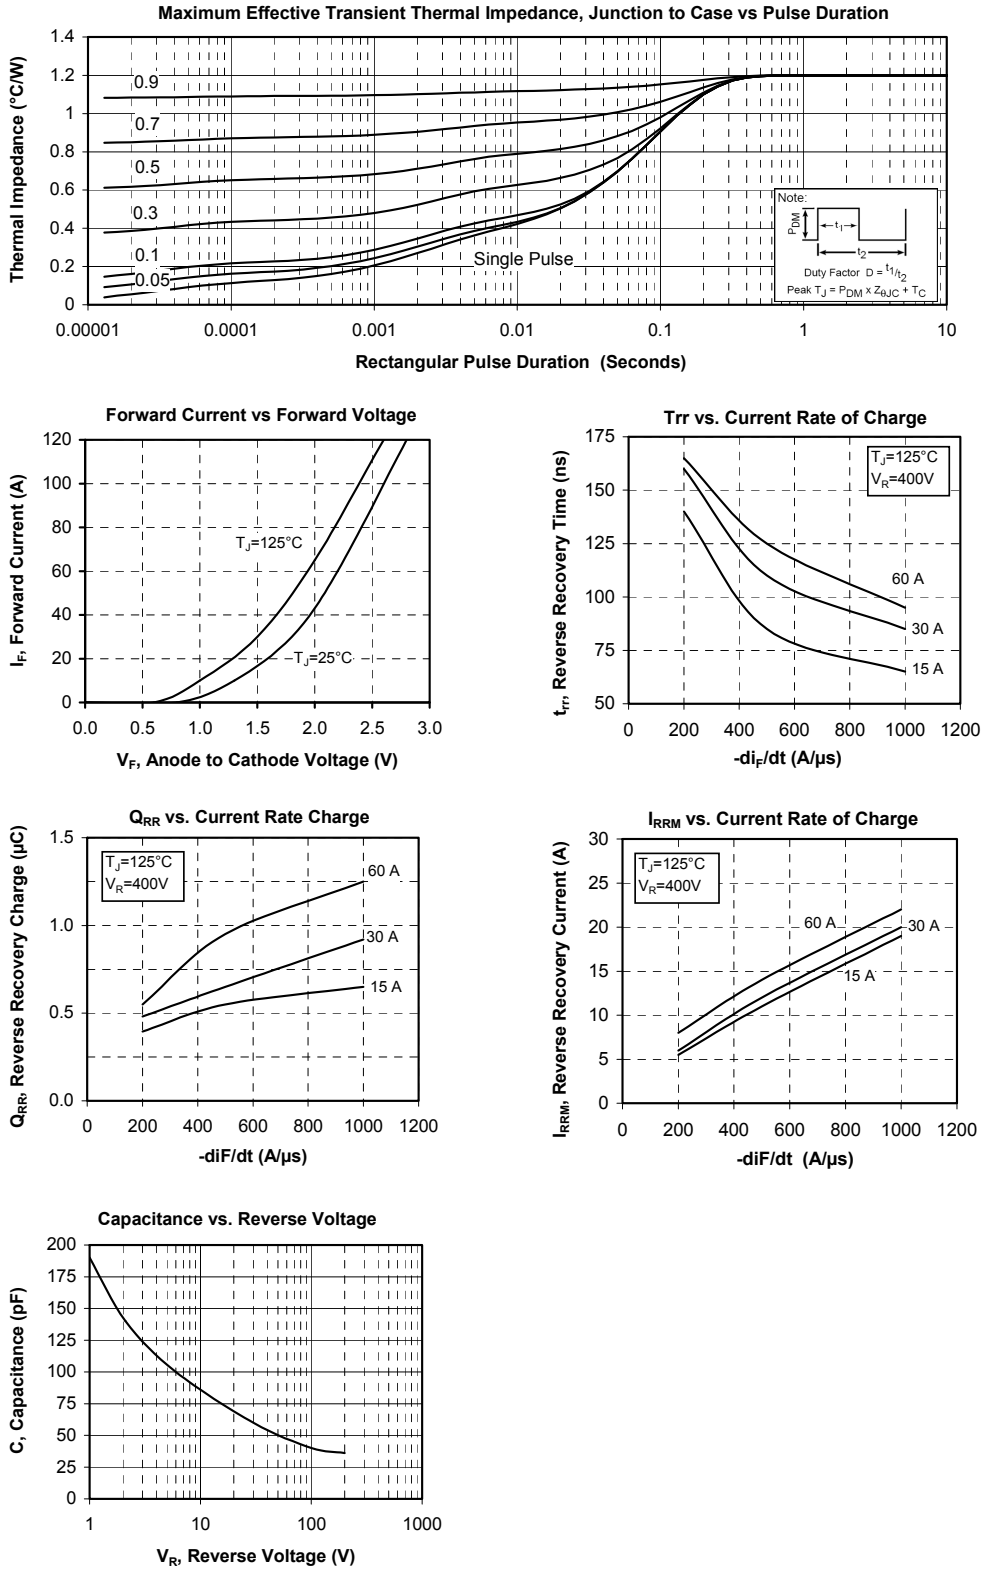 Maximum Effective Transient Thermal Impedance, Junction to Case vs Pulse Duration
Thermal Impedance (°C/W)
1.4
1.2
1
0.8
0.6
0.4
0.2
0
0.9
0.7
0.5
0.3
0.1
0.05
Single Pulse
Note:
PDM
t1
t2
Duty Factor D = t1/t2
Peak TJ = PDM x ZθJC + TC
0.00001 0.0001 0.001 0.01 0.1 1 10
Rectangular Pulse Duration (Seconds)
Forward Current vs Forward Voltage
IF, Forward Current (A)
120
100
80
60
40
20
0
TJ=125°C
TJ=25°C
0.0 0.5 1.0 1.5 2.0 2.5 3.0
VF, Anode to Cathode Voltage (V)
Trr vs. Current Rate of Charge
trr, Reverse Recovery Time (ns)
175
150
125
100
75
50
TJ=125°C
VR=400V
60 A
30 A
15 A
0 200 400 600 800 1000 1200
-diF/dt (A/µs)
QRR vs. Current Rate Charge
QRR, Reverse Recovery Charge (µC)
1.5
1.0
0.5
0.0
TJ=125°C
VR=400V
60 A
30 A
15 A
0 200 400 600 800 1000 1200
-diF/dt (A/µs)
IRRM vs. Current Rate of Charge
IRRM, Reverse Recovery Current (A)
30
25
20
15
10
5
0
TJ=125°C
VR=400V
60 A
30 A
15 A
0 200 400 600 800 1000 1200
-diF/dt (A/µs)
Capacitance vs. Reverse Voltage
C, Capacitance (pF)
200
175
150
125
100
75
50
25
0
1 10 100 1000
VR, Reverse Voltage (V)